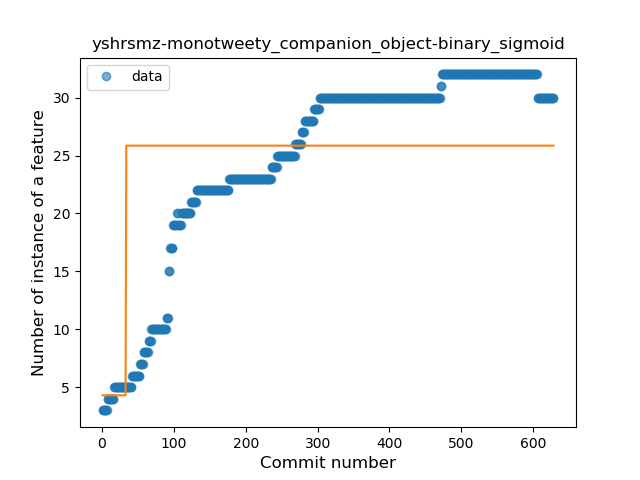 yshrsmz-monotweety_companion_object-binary_sigmoid
data
Number of instance of a feature
30
25
20
15
10
5
0 100 200 300 400 500 600
Commit number